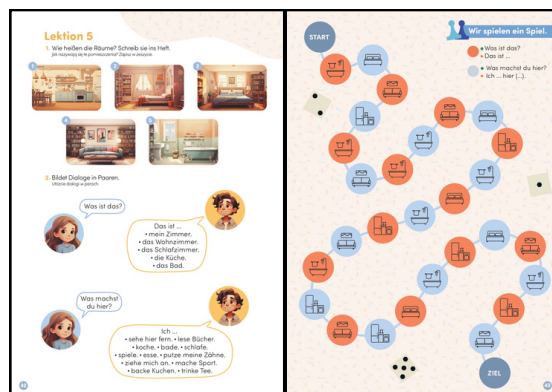 Lektion 5
1. Wie heißen die Räume? Schreib sie ins Heft.
Jak nazywają się te pomieszczenia? Zapisz w zeszycie.
1
2
3
4
5
2. Bildet Dialoge in Paaren.
Ułóżcie dialogi w parach.
Was ist das?
Das ist ...
• mein Zimmer.
• das Wohnzimmer.
• das Schlafzimmer.
• die Küche.
• das Bad.
Was machst
du hier?
Ich ...
• sehe hier fern. • lese Bücher.
• koche. • bade. • schlafe.
• spiele. • esse. • putze meine Zähne.
• ziehe mich an. • mache Sport.
• backe Kuchen. • trinke Tee.
42
Wir spielen ein Spiel.
START
• Was ist das?
• Das ist ...
• Was machst du hier?
• Ich ... hier (...).
ZIEL
43